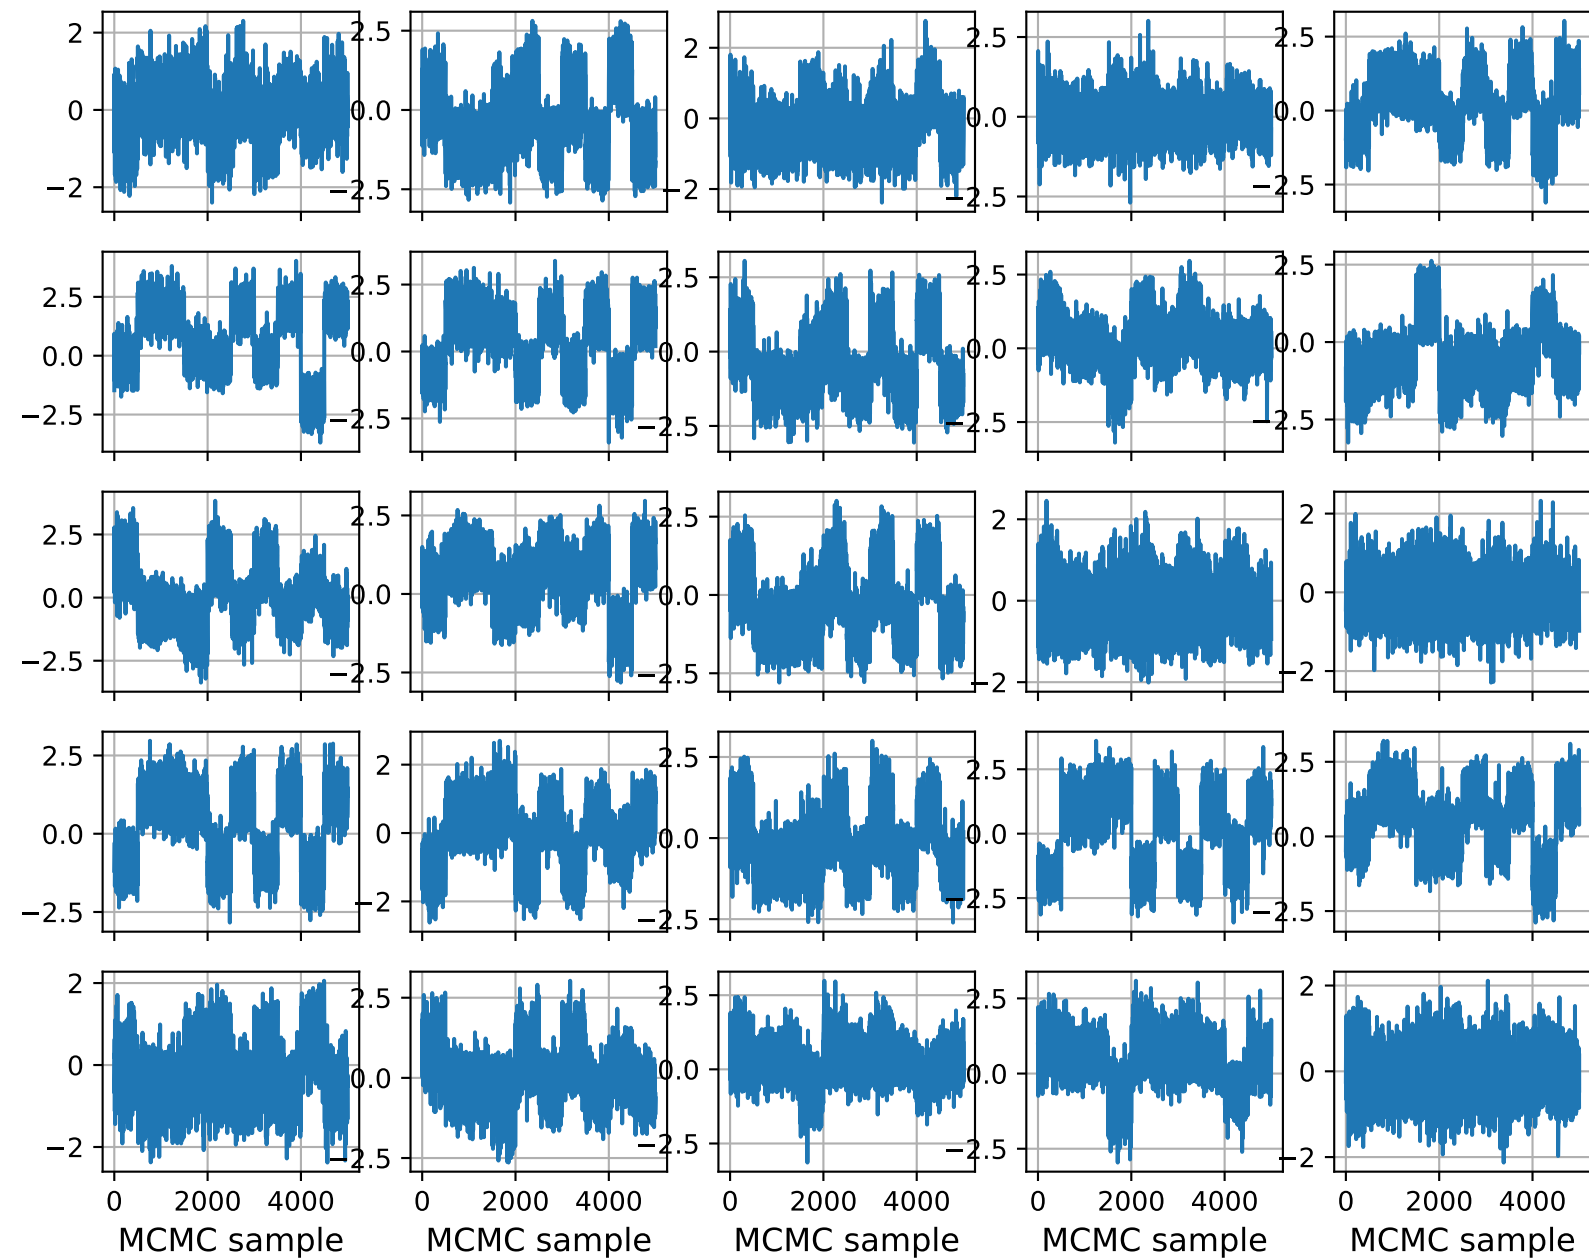 2 2.5 2 2.5 2.5
0 0.0 0 0.0 0.0
−2 −2.5 −2 −2.5 −2.5
2.5 2.5 2.5 2.5 2.5
0.0 0.0 0.0 0.0 0.0
−2.5 −2.5 −2.5 −2.5 −2.5
2.5 2.5 2.5 2 2
0.0 0.0 0.0 0 0
−2.5 −2.5 −2.5 −2 −2
2.5 2 2.5 2.5 2.5
0.0 0 0.0 0.0 0.0
−2.5 −2 −2.5 −2.5 −2.5
2 2.5 2.5 2.5 2
0 0.0 0.0 0.0 0
−2 −2.5 −2.5 −2.5 −2
0 2000 4000 0 2000 4000 0 2000 4000 0 2000 4000 0 2000 4000
MCMC sample MCMC sample MCMC sample MCMC sample MCMC sample